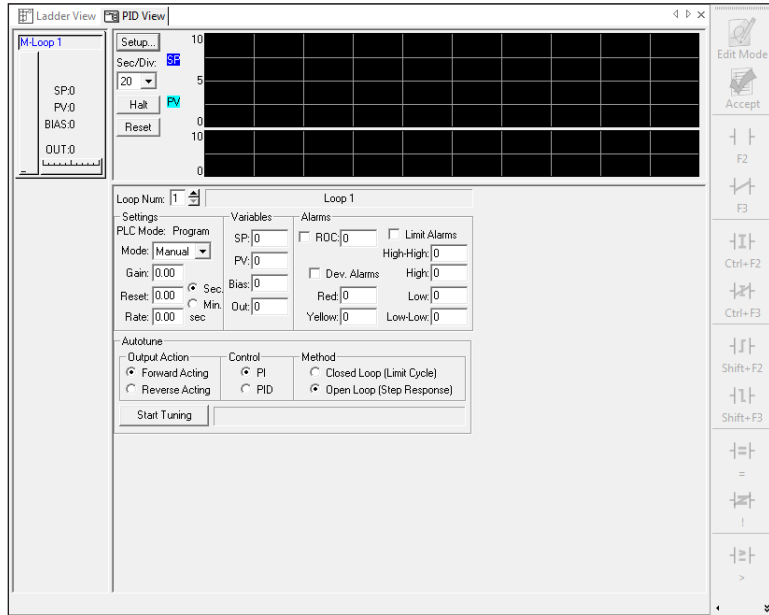 Ladder View PID View
M-Loop 1
SP:0
PV:0
BIAS:0
OUT:0
Setup...
Sec/Div:
20
Halt
Reset
SP
PV
10
5
0
10
0
Loop Num: 1 Loop 1
Settings
PLC Mode: Program
Mode: Manual
Gain: 0.00
Reset: 0.00 Sec. Min.
Rate: 0.00 sec
Variables
SP: 0
PV: 0
Bias: 0
Out: 0
Alarms
ROC: 0
Dev. Alarms
Red: 0
Yellow: 0
Limit Alarms
High-High: 0
High: 0
Low: 0
Low-Low: 0
Autotune
Output Action
Forward Acting
Reverse Acting
Control
PI
PID
Method
Closed Loop (Limit Cycle)
Open Loop (Step Response)
Start Tuning
Edit Mode
Accept
F2
F3
Ctrl+F2
Ctrl+F3
Shift+F2
Shift+F3
=
!
>